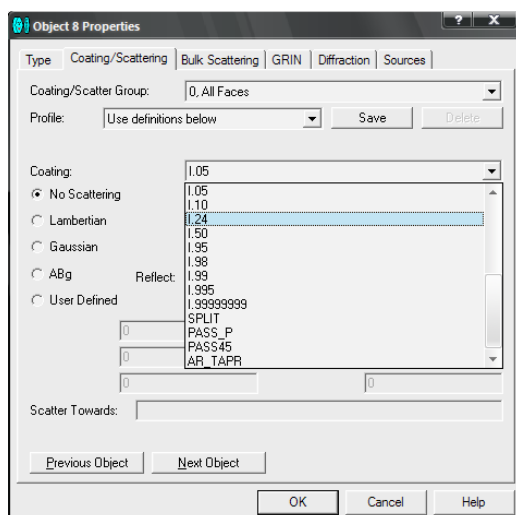 Object 8 Properties ? X
Type Coating/Scattering Bulk Scattering GRIN Diffraction Sources
Coating/Scatter Group: 0, All Faces
Profile: Use definitions below Save Delete
Coating: I.05
No Scattering
Lambertian
Gaussian
ABg Reflect:
User Defined
I.05
I.10
I.24
I.50
I.95
I.98
I.99
I.995
I.99999999
SPLIT
PASS_P
PASS45
AR_TAPR
0
0
0 0
Scatter Towards:
Previous Object Next Object
OK Cancel Help